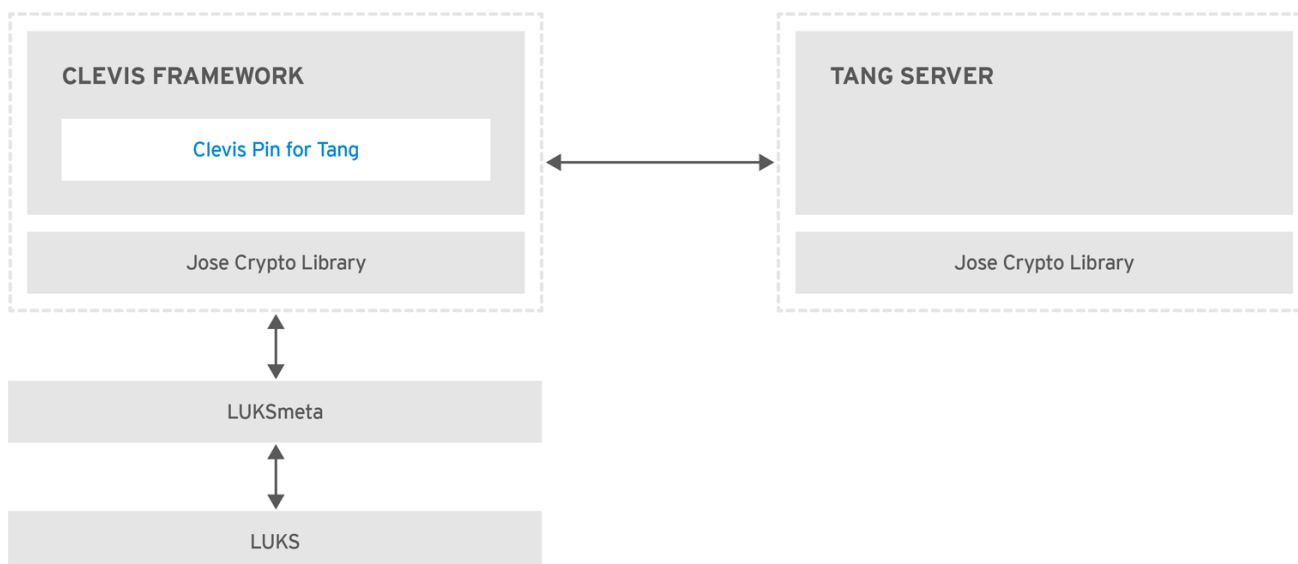 CLEVIS FRAMEWORK
Clevis Pin for Tang
Jose Crypto Library
TANG SERVER
Jose Crypto Library
LUKSmeta
LUKS